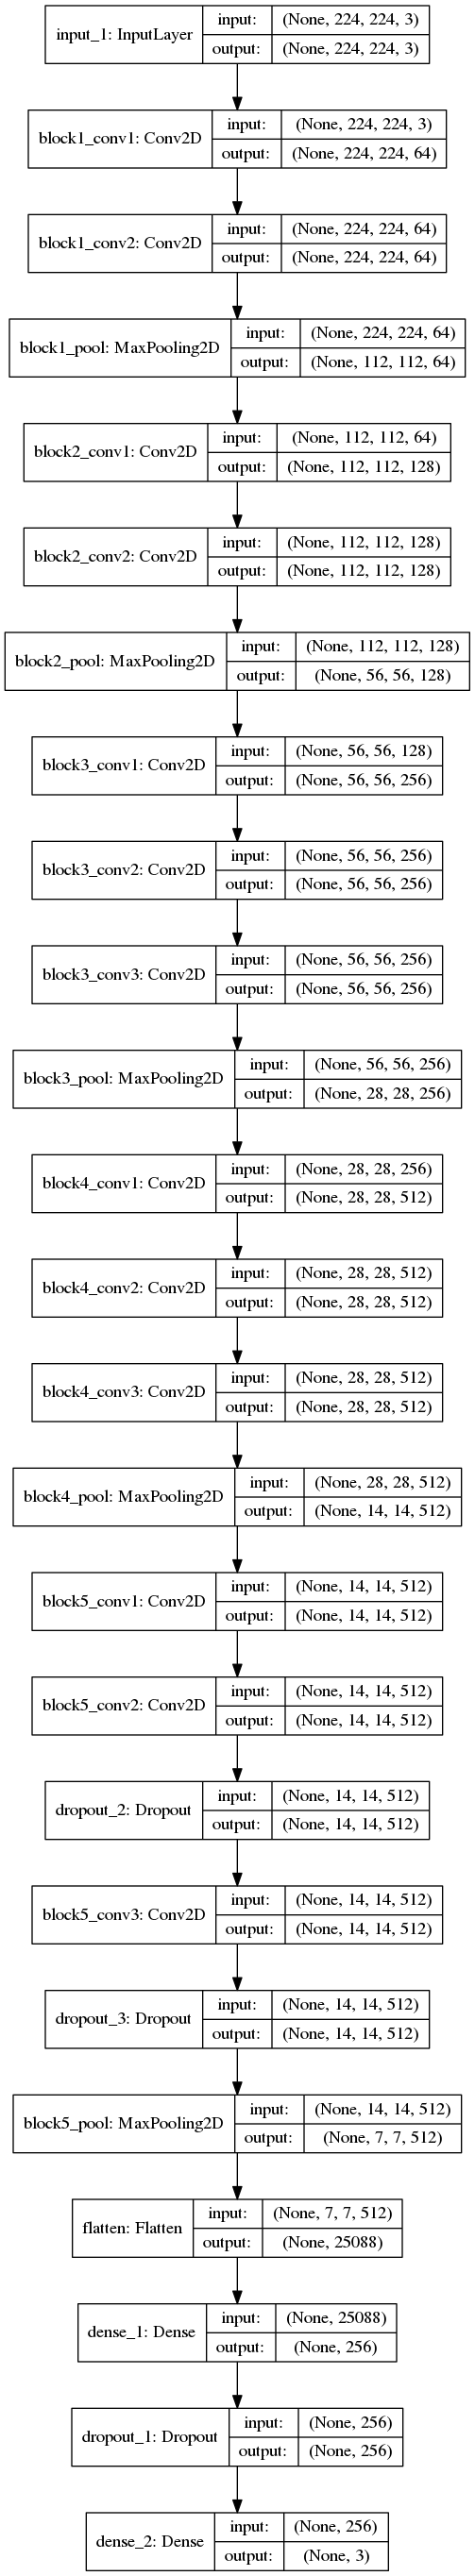 input_1: InputLayer
input: (None, 224, 224, 3)
output: (None, 224, 224, 3)
block1_conv1: Conv2D
input: (None, 224, 224, 3)
output: (None, 224, 224, 64)
block1_conv2: Conv2D
input: (None, 224, 224, 64)
output: (None, 224, 224, 64)
block1_pool: MaxPooling2D
input: (None, 224, 224, 64)
output: (None, 112, 112, 64)
block2_conv1: Conv2D
input: (None, 112, 112, 64)
output: (None, 112, 112, 128)
block2_conv2: Conv2D
input: (None, 112, 112, 128)
output: (None, 112, 112, 128)
block2_pool: MaxPooling2D
input: (None, 112, 112, 128)
output: (None, 56, 56, 128)
block3_conv1: Conv2D
input: (None, 56, 56, 128)
output: (None, 56, 56, 256)
block3_conv2: Conv2D
input: (None, 56, 56, 256)
output: (None, 56, 56, 256)
block3_conv3: Conv2D
input: (None, 56, 56, 256)
output: (None, 56, 56, 256)
block3_pool: MaxPooling2D
input: (None, 56, 56, 256)
output: (None, 28, 28, 256)
block4_conv1: Conv2D
input: (None, 28, 28, 256)
output: (None, 28, 28, 512)
block4_conv2: Conv2D
input: (None, 28, 28, 512)
output: (None, 28, 28, 512)
block4_conv3: Conv2D
input: (None, 28, 28, 512)
output: (None, 28, 28, 512)
block4_pool: MaxPooling2D
input: (None, 28, 28, 512)
output: (None, 14, 14, 512)
block5_conv1: Conv2D
input: (None, 14, 14, 512)
output: (None, 14, 14, 512)
block5_conv2: Conv2D
input: (None, 14, 14, 512)
output: (None, 14, 14, 512)
dropout_2: Dropout
input: (None, 14, 14, 512)
output: (None, 14, 14, 512)
block5_conv3: Conv2D
input: (None, 14, 14, 512)
output: (None, 14, 14, 512)
dropout_3: Dropout
input: (None, 14, 14, 512)
output: (None, 14, 14, 512)
block5_pool: MaxPooling2D
input: (None, 14, 14, 512)
output: (None, 7, 7, 512)
flatten: Flatten
input: (None, 7, 7, 512)
output: (None, 25088)
dense_1: Dense
input: (None, 25088)
output: (None, 256)
dropout_1: Dropout
input: (None, 256)
output: (None, 256)
dense_2: Dense
input: (None, 256)
output: (None, 3)